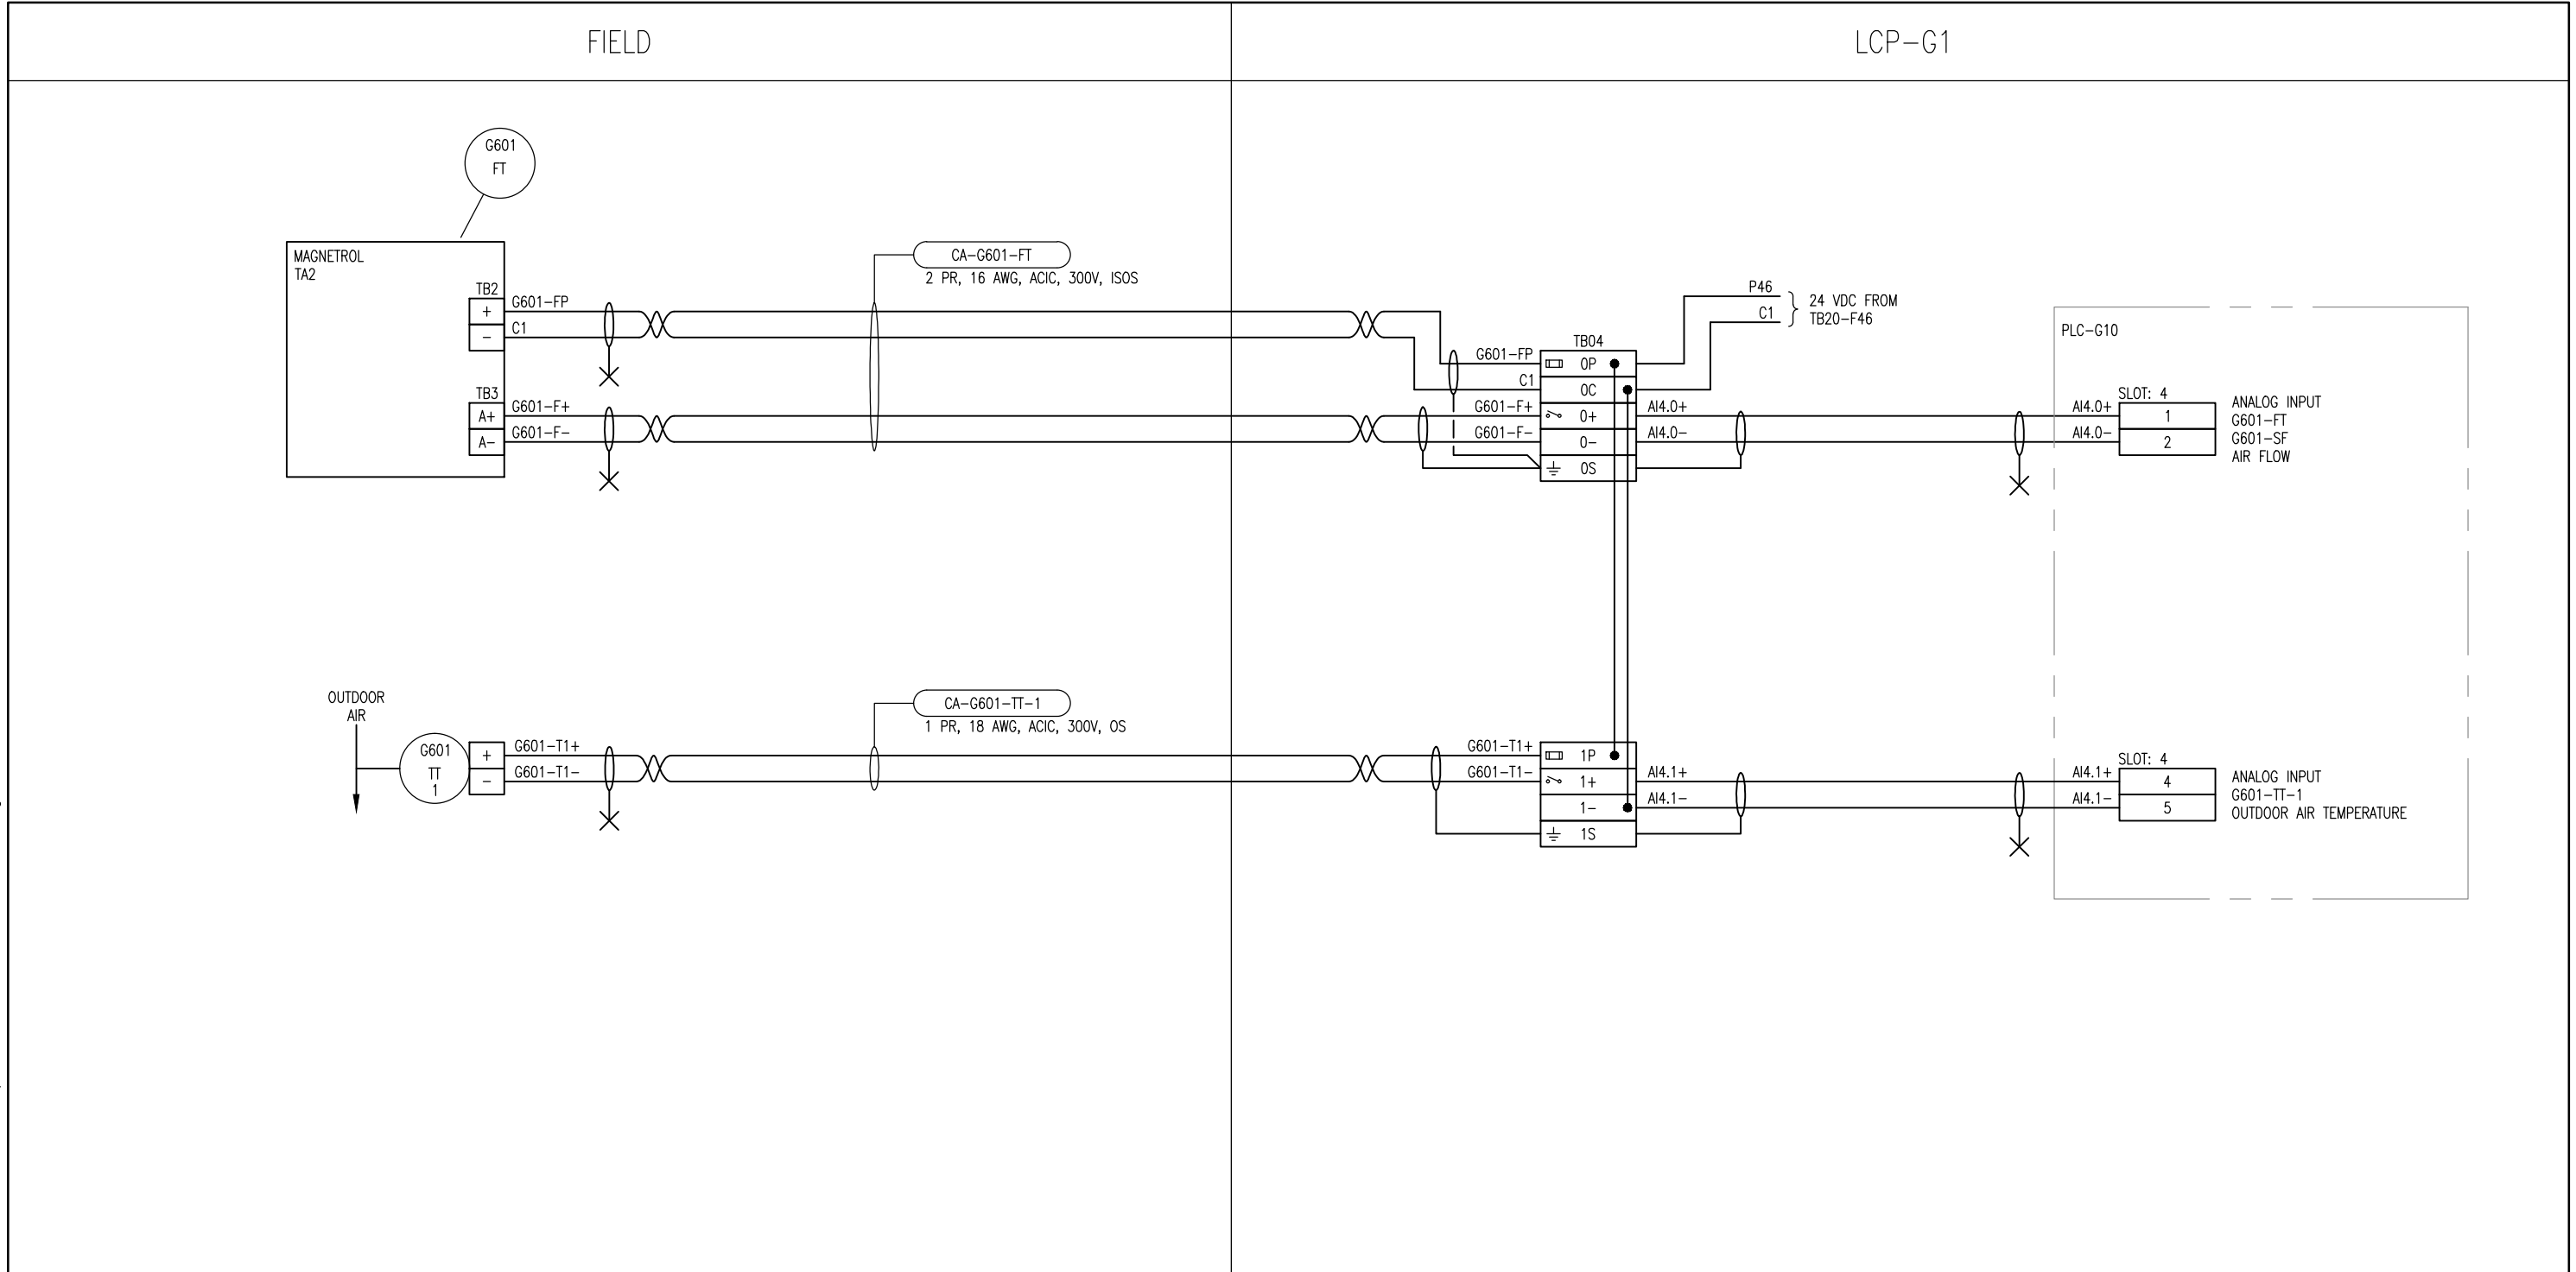 FIELD
LCP-G1
G601
FT
MAGNETROL
TA2
TB2
+
-
G601-FP
C1
TB3
A+
A-
G601-F+
G601-F-
CA-G601-FT
2 PR, 16 AWG, ACIC, 300V, ISOS
P46
C1
24 VDC FROM
TB20-F46
TB04
G601-FP
C1
G601-F+
G601-F-
0P
0C
0+
0-
0S
AI4.0+
AI4.0-
PLC-G10
SLOT: 4
AI4.0+
AI4.0-
1
2
ANALOG INPUT
G601-FT
G601-SF
AIR FLOW
OUTDOOR
AIR
G601
TT
1
+
-
G601-T1+
G601-T1-
CA-G601-TT-1
1 PR, 18 AWG, ACIC, 300V, OS
G601-T1+
G601-T1-
1P
1+
1-
1S
AI4.1+
AI4.1-
SLOT: 4
AI4.1+
AI4.1-
4
5
ANALOG INPUT
G601-TT-1
OUTDOOR AIR TEMPERATURE